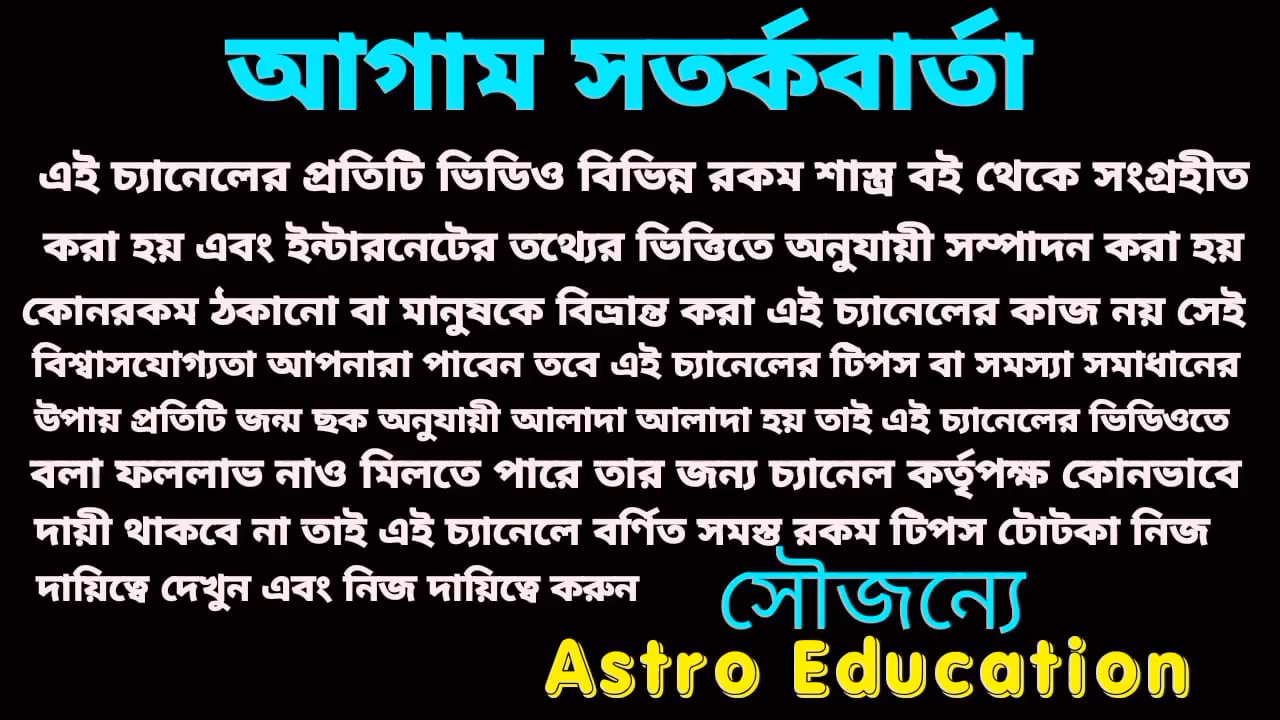 আগাম সতর্কবার্তা
এই চ্যানেলের প্রতিটি ভিডিও বিভিন্ন রকম শাস্ত্র বই থেকে সংগ্রহীত
করা হয় এবং ইন্টারনেটের তথ্যের ভিত্তিতে অনুযায়ী সম্পাদন করা হয়
কোনরকম ঠকানো বা মানুষকে বিভ্রান্ত করা এই চ্যানেলের কাজ নয় সেই
বিশ্বাসযোগ্যতা আপনারা পাবেন তবে এই চ্যানেলের টিপস বা সমস্যা সমাধানের
উপায় প্রতিটি জন্ম ছক অনুযায়ী আলাদা আলাদা হয় তাই এই চ্যানেলের ভিডিওতে
বলা ফললাভ নাও মিলতে পারে তার জন্য চ্যানেল কর্তৃপক্ষ কোনভাবে
দায়ী থাকবে না তাই এই চ্যানেলে বর্ণিত সমস্ত রকম টিপস টোটকা নিজ
দায়িত্বে দেখুন এবং নিজ দায়িত্বে করুন
সৌজন্যে
Astro Education